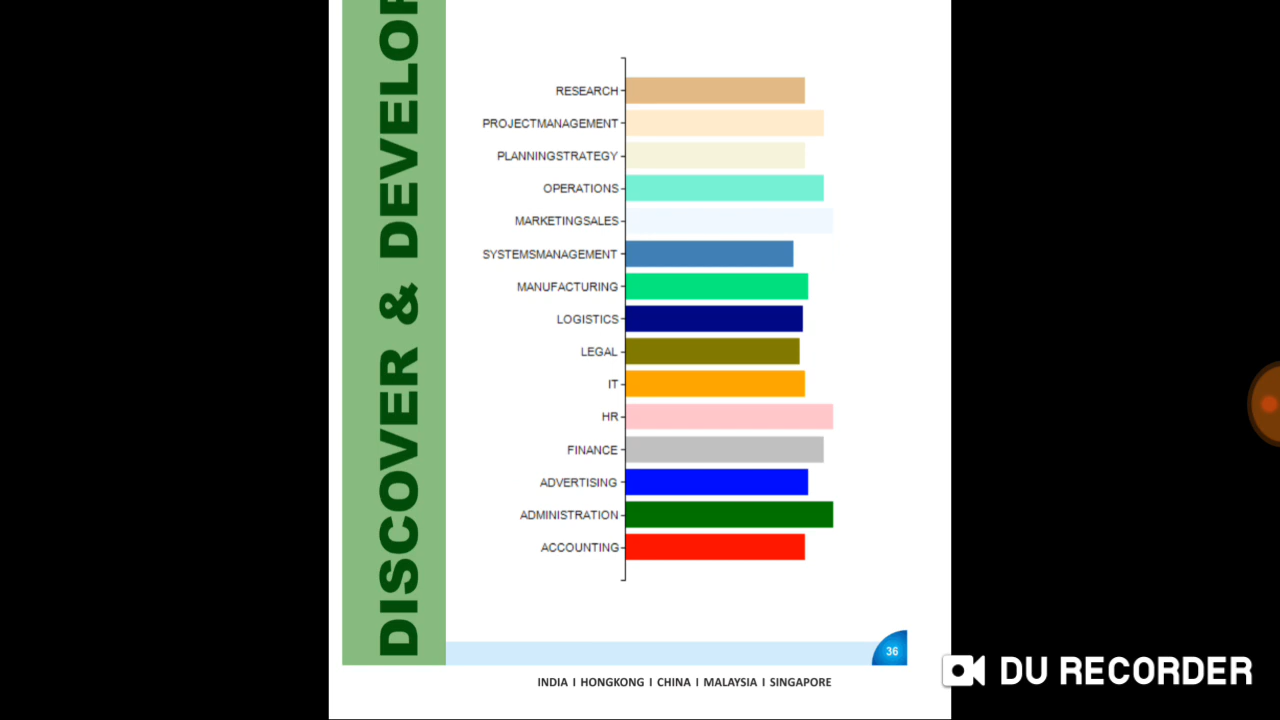 DISCOVER & DEVELOP
RESEARCH
PROJECTMANAGEMENT
PLANNINGSTRATEGY
OPERATIONS
MARKETINGSALES
SYSTEMSMANAGEMENT
MANUFACTURING
LOGISTICS
LEGAL
IT
HR
FINANCE
ADVERTISING
ADMINISTRATION
ACCOUNTING
36
INDIA I HONGKONG I CHINA I MALAYSIA I SINGAPORE
DU RECORDER